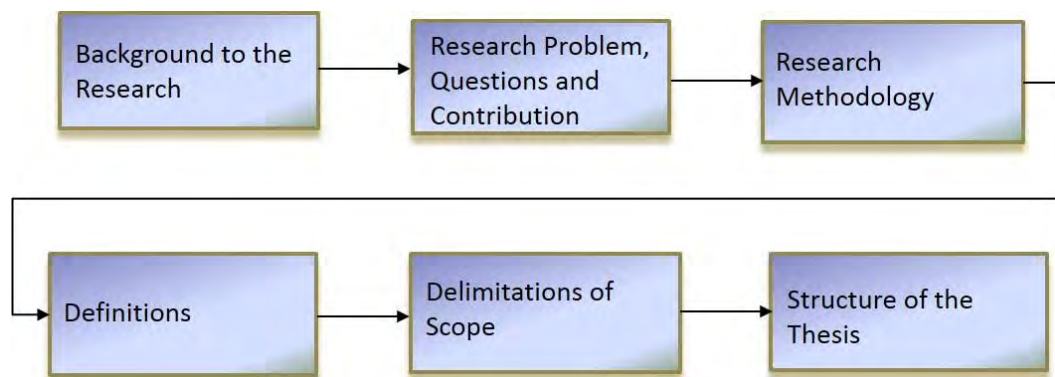 Background to the
Research
Research Problem,
Questions and
Contribution
Research
Methodology
Definitions
Delimitations of
Scope
Structure of the
Thesis